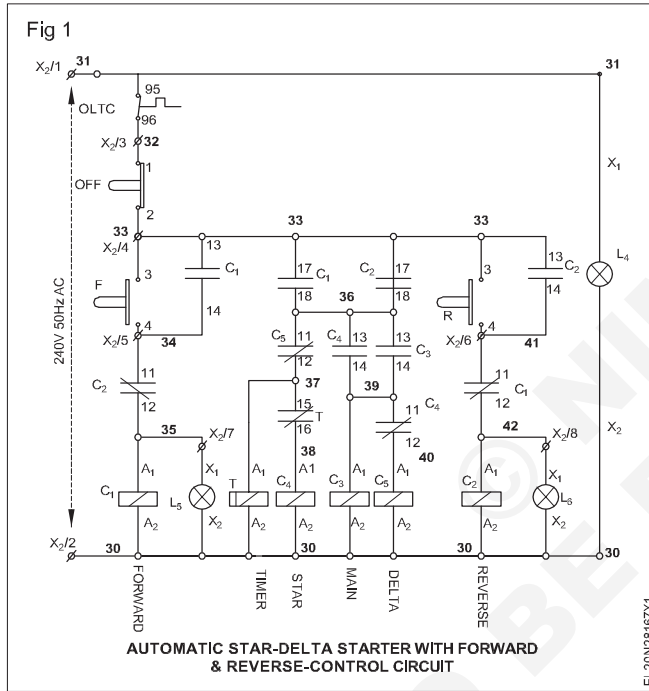 Fig 1
31
31
X2/1
95
OLTC
96
X2/3
32
1
X1
OFF
2
33
33
33
X2/4
13
17
17
13
3
C1
C1
C2
3
C2
L4
18
18
14
14
F
36
R
4
4
X2/5
34
C5
11
C4
13
13
C3
X2/6
41
12
14
14
240V 50Hz AC
11
37
39
11
C2
C1
12
15
T
C4
11
12
16
12
35
X2/7
38
40
42
X2/8
X2
A1
X1
A1
A1
A1
A1
A1
X1
C1
L5
T
C4
C3
C5
C2
L6
A2
X2
A2
A2
A2
A2
A2
X2
X2/2
30
30
30
30
FORWARD
TIMER
STAR
MAIN
DELTA
REVERSE
AUTOMATIC STAR-DELTA STARTER WITH FORWARD
& REVERSE-CONTROL CIRCUIT